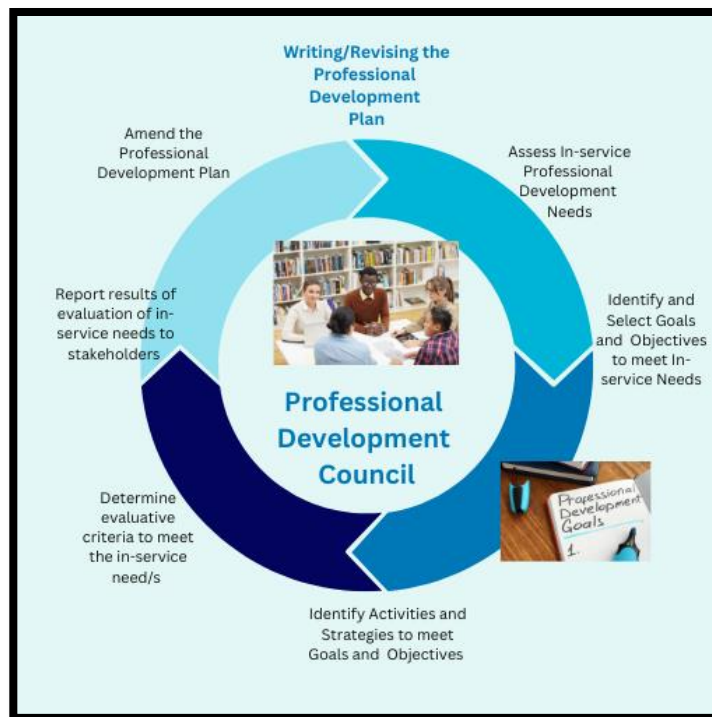 Writing/Revising the
Professional
Development
Plan
Assess In-service
Professional
Development
Needs
Identify and
Select Goals
and Objectives
to meet In-
service Needs
Professional
Development
Goals
1.
Identify Activities and
Strategies to meet
Goals and Objectives
Determine
evaluative
criteria to meet
the in-service
need/s
Report results of
evaluation of in-
service needs to
stakeholders
Amend the
Professional
Development Plan
Professional
Development
Council